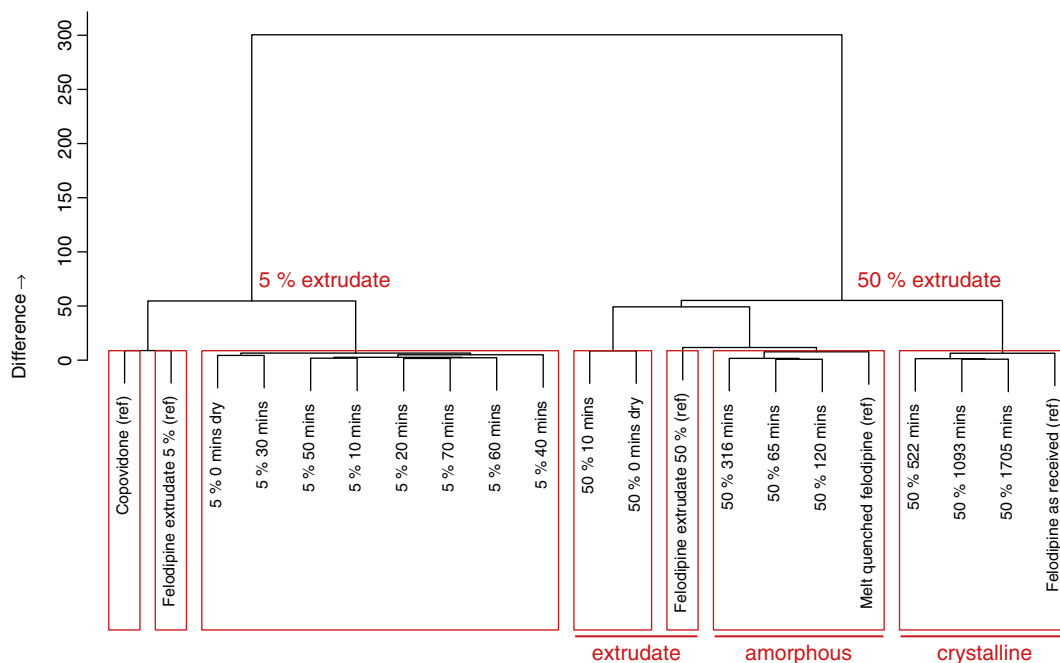 300
250
200
150
100
50
0
Difference →
5 % extrudate
50 % extrudate
Copovidone (ref)
Felodipine extrudate 5 % (ref)
5 % 0 mins dry
5 % 30 mins
5 % 50 mins
5 % 10 mins
5 % 20 mins
5 % 70 mins
5 % 60 mins
5 % 40 mins
50 % 10 mins
50 % 0 mins dry
Felodipine extrudate 50 % (ref)
50 % 316 mins
50 % 65 mins
50 % 120 mins
Melt quenched felodipine (ref)
50 % 522 mins
50 % 1093 mins
50 % 1705 mins
Felodipine as received (ref)
extrudate
amorphous
crystalline